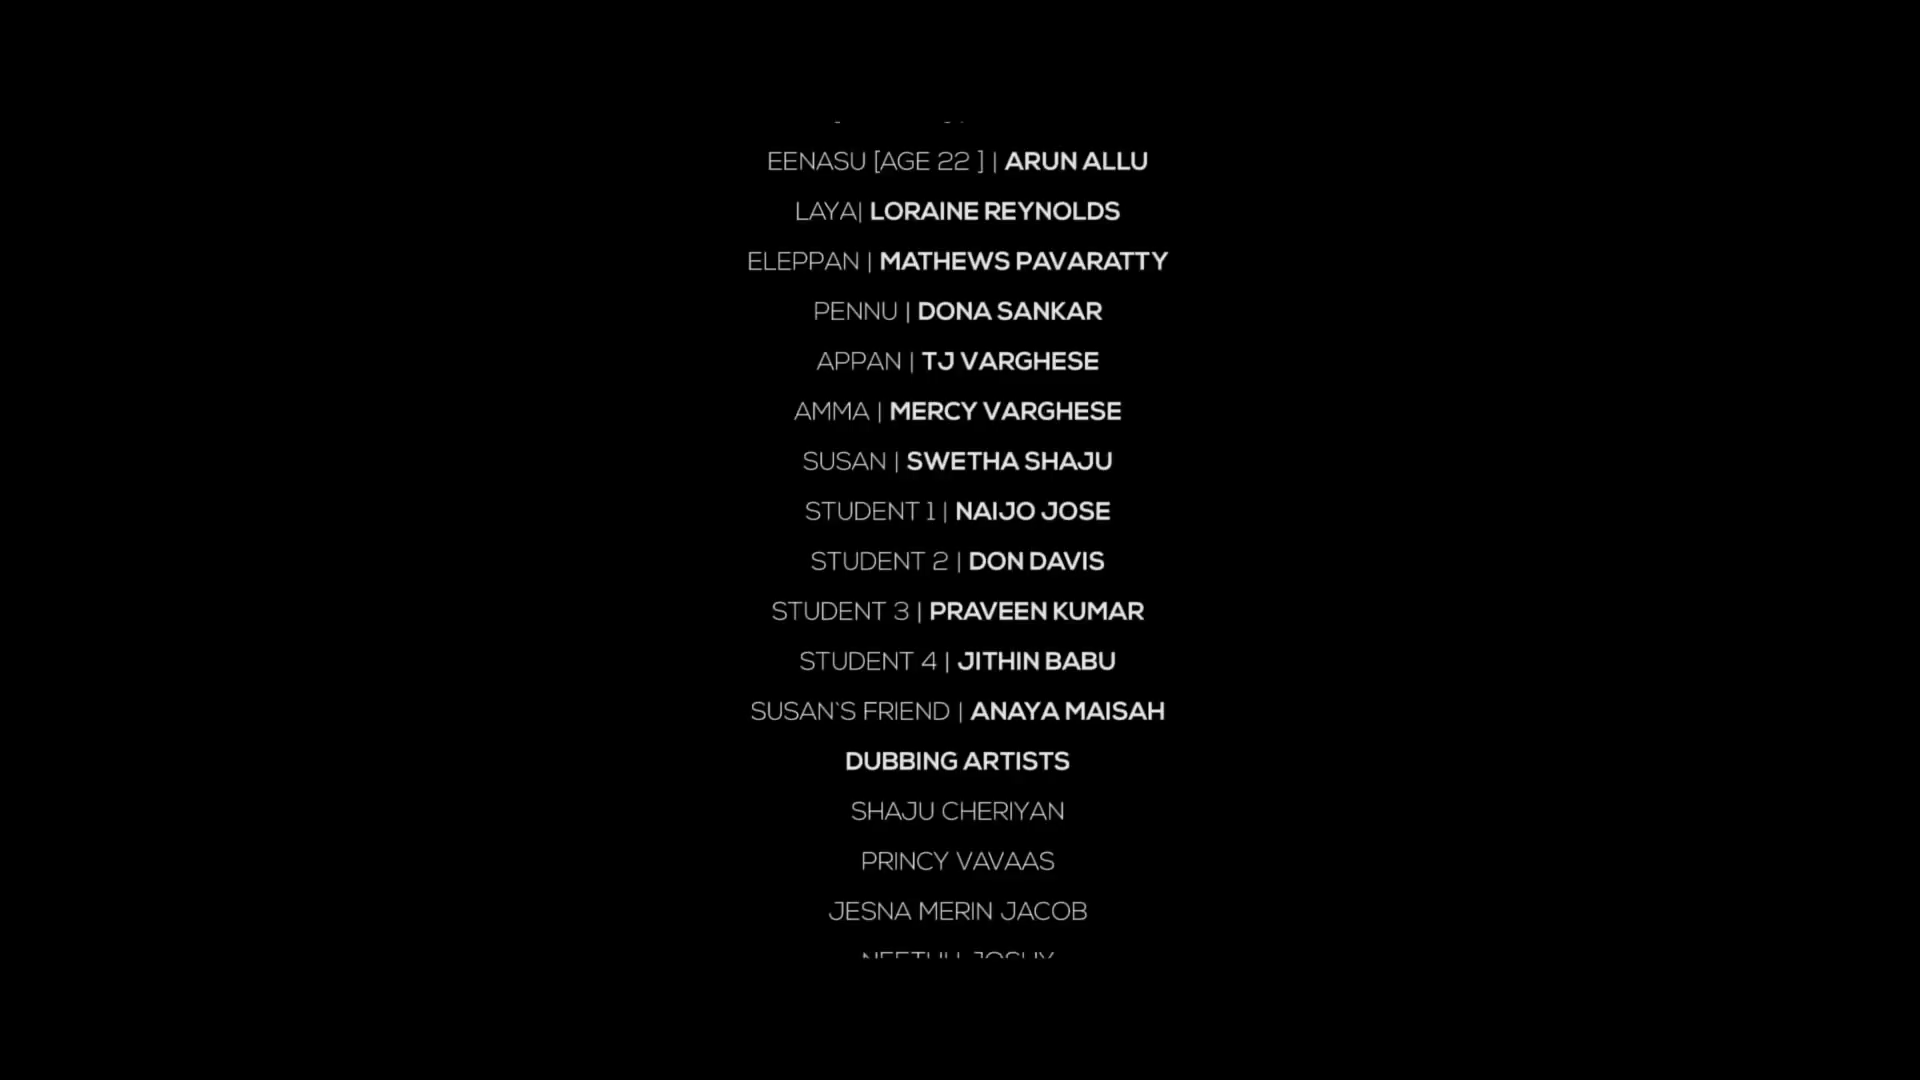 EENASU [AGE 22 ] | ARUN ALLU
LAYA| LORAINE REYNOLDS
ELEPPAN | MATHEWS PAVARATTY
PENNU | DONA SANKAR
APPAN | TJ VARGHESE
AMMA | MERCY VARGHESE
SUSAN | SWETHA SHAJU
STUDENT 1 | NAIJO JOSE
STUDENT 2 | DON DAVIS
STUDENT 3 | PRAVEEN KUMAR
STUDENT 4 | JITHIN BABU
SUSAN`S FRIEND | ANAYA MAISAH
DUBBING ARTISTS
SHAJU CHERIYAN
PRINCY VAVAAS
JESNA MERIN JACOB